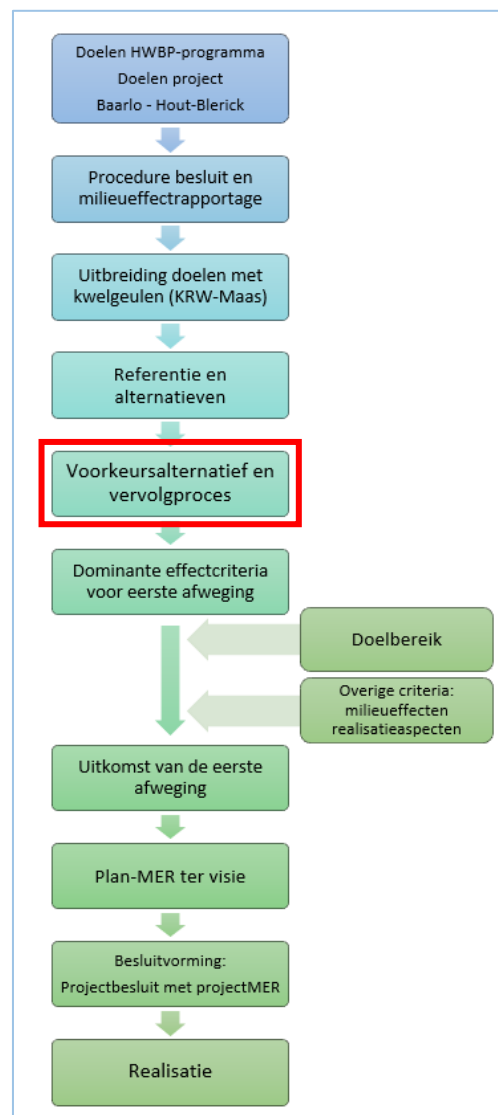 Doelen HWBP-programma
Doelen project
Baarlo - Hout-Blerick
Procedure besluit en
milieueffectrapportage
Uitbreiding doelen met
kwelgeulen (KRW-Maas)
Referentie en
alternatieven
Voorkeursalternatief en
vervolgproces
Dominante effectcriteria
voor eerste afweging
Doelbereik
Overige criteria:
milieueffecten
realisatieaspecten
Uitkomst van de eerste
afweging
Plan-MER ter visie
Besluitvorming:
Projectbesluit met projectMER
Realisatie